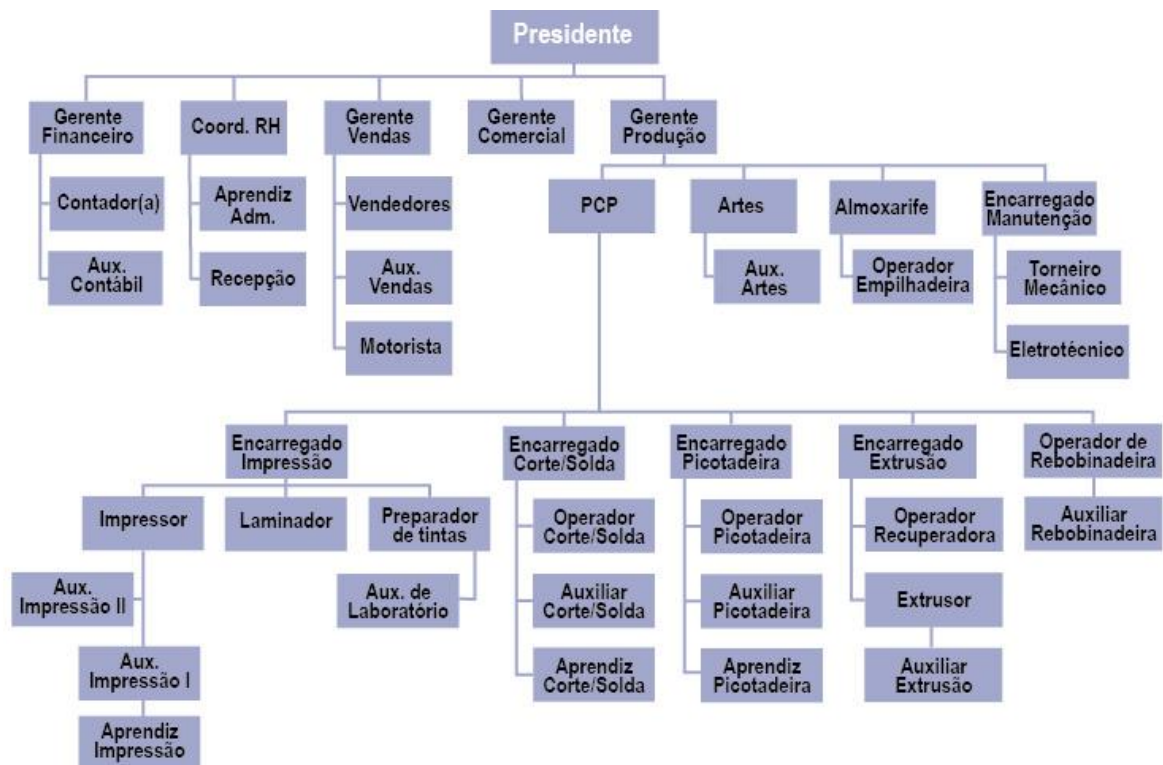 Presidente
Gerente
Financeiro
Coord. RH
Gerente
Vendas
Gerente
Comercial
Gerente
Produção
Contador(a)
Aux.
Contábil
Aprendiz
Adm.
Recepção
Vendedores
Aux.
Vendas
Motorista
PCP
Artes
Almoxarife
Encarregado
Manutenção
Aux.
Artes
Operador
Empilhadeira
Torneiro
Mecânico
Eletrotécnico
Encarregado
Impressão
Encarregado
Corte/Solda
Encarregado
Picotadeira
Encarregado
Extrusão
Operador de
Rebobinadeira
Impressor
Laminador
Preparador
de tintas
Aux.
Impressão II
Aux.
Impressão I
Aprendiz
Impressão
Aux. de
Laboratório
Operador
Corte/Solda
Auxiliar
Corte/Solda
Aprendiz
Corte/Solda
Operador
Picotadeira
Auxiliar
Picotadeira
Aprendiz
Picotadeira
Operador
Recuperadora
Extrusor
Auxiliar
Extrusão
Auxiliar
Rebobinadeira